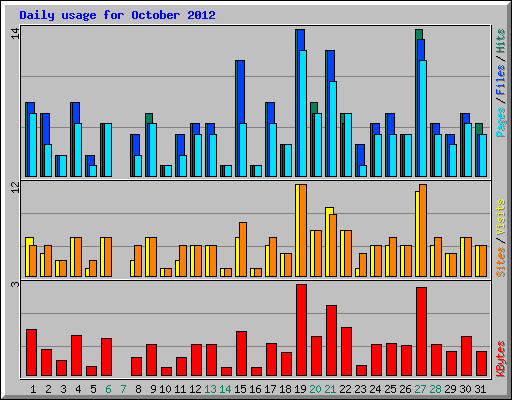 Daily usage for October 2012
14
Pages / Files / Hits
12
Sites / Visits
3
KBytes
1 2 3 4 5 6 7 8 9 10 11 12 13 14 15 16 17 18 19 20 21 22 23 24 25 26 27 28 29 30 31